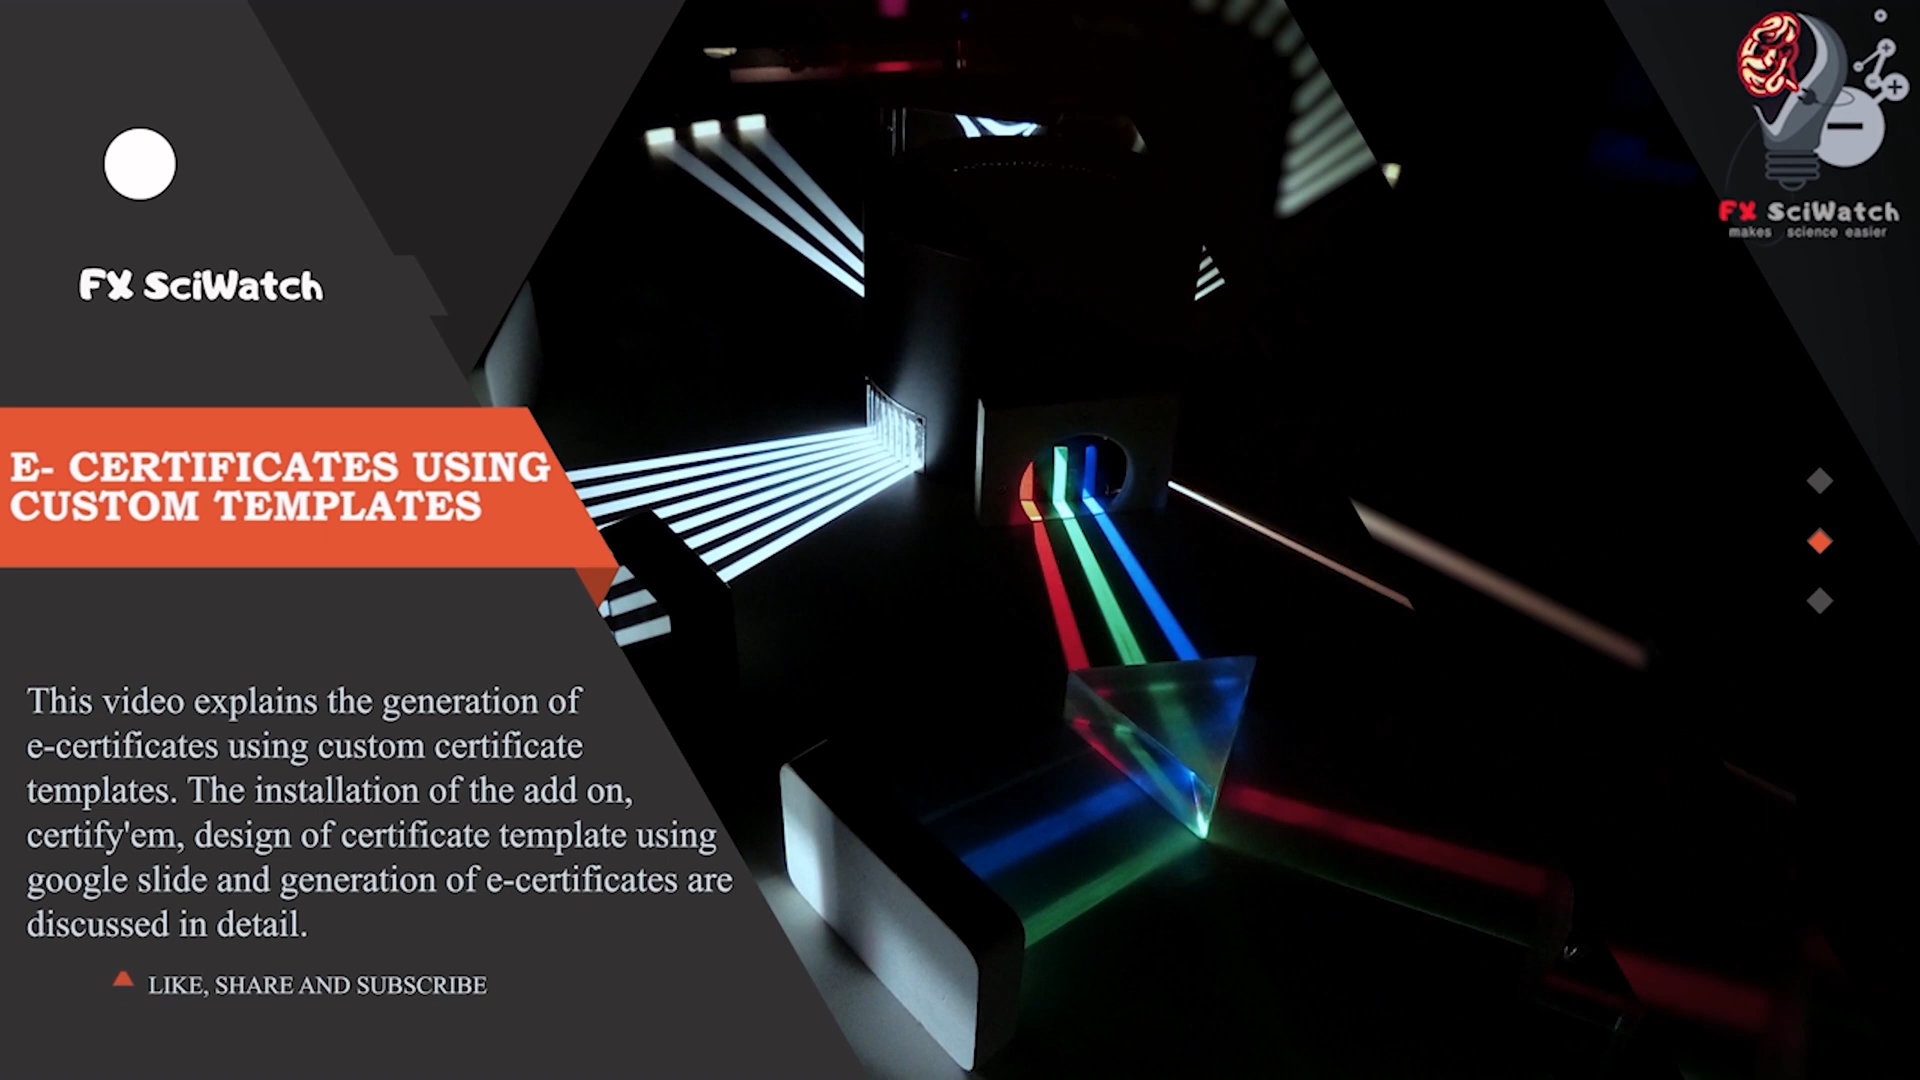 FX SciWatch
makes science easier
FX SciWatch
E- CERTIFICATES USING
CUSTOM TEMPLATES
This video explains the generation of
e-certificates using custom certificate
templates. The installation of the add on,
certify'em, design of certificate template using
google slide and generation of e-certificates are
discussed in detail.
LIKE, SHARE AND SUBSCRIBE